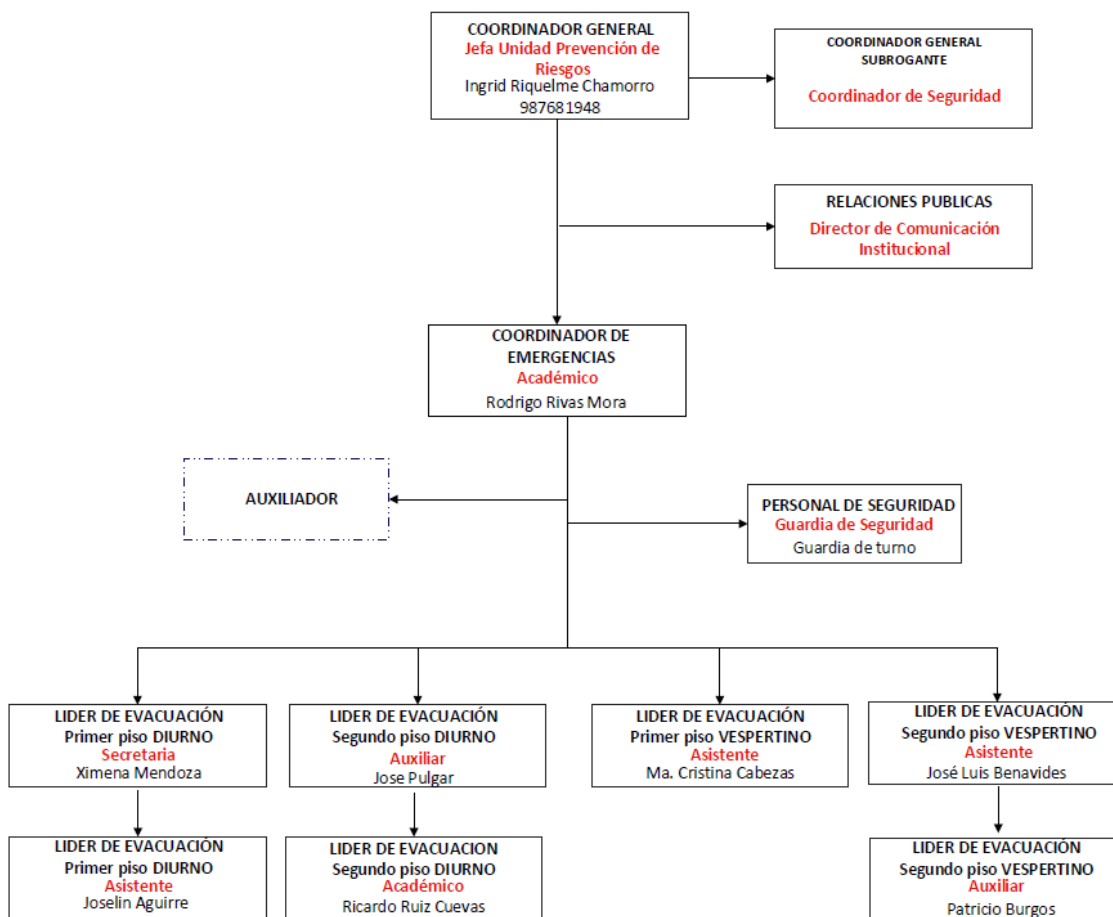 COORDINADOR GENERAL
Jefa Unidad Prevención de
Riesgos
Ingrid Riquelme Chamorro
987681948
COORDINADOR GENERAL
SUBROGANTE
Coordinador de Seguridad
RELACIONES PUBLICAS
Director de Comunicación
Institucional
COORDINADOR DE
EMERGENCIAS
Académico
Rodrigo Rivas Mora
AUXILIADOR
PERSONAL DE SEGURIDAD
Guardia de Seguridad
Guardia de turno
LIDER DE EVACUACIÓN
Primer piso DIURNO
Secretaria
Ximena Mendoza
LIDER DE EVACUACIÓN
Segundo piso DIURNO
Auxiliar
Jose Pulgar
LIDER DE EVACUACIÓN
Primer piso VESPERTINO
Asistente
Ma. Cristina Cabezas
LIDER DE EVACUACIÓN
Segundo piso VESPERTINO
Asistente
José Luis Benavides
LIDER DE EVACUACIÓN
Primer piso DIURNO
Asistente
Joselin Aguirre
LIDER DE EVACUACION
Segundo piso DIURNO
Académico
Ricardo Ruiz Cuevas
LIDER DE EVACUACIÓN
Segundo piso VESPERTINO
Auxiliar
Patricio Burgos